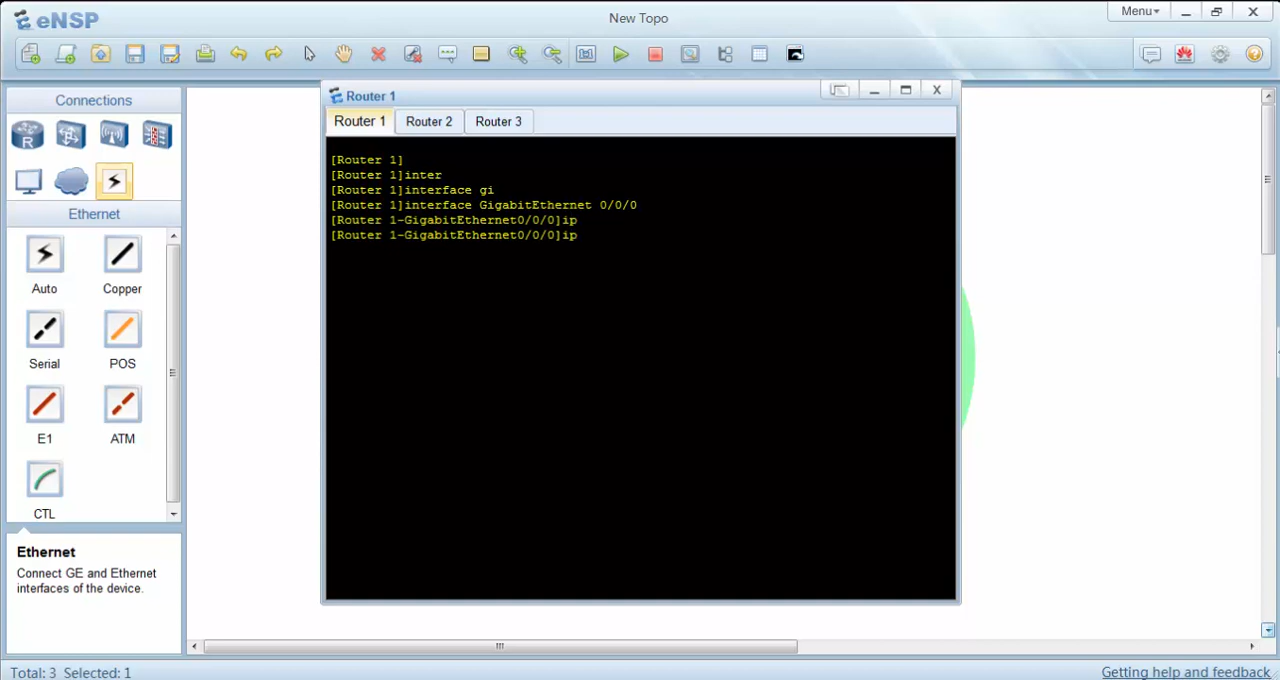 eNSP
New Topo
Menu
Router 1
Router 1 Router 2 Router 3
Connections
Ethernet
Auto Copper
Serial POS
E1 ATM
CTL
Ethernet
Connect GE and Ethernet
interfaces of the device.
[Router 1]
[Router 1]inter
[Router 1]interface gi
[Router 1]interface GigabitEthernet 0/0/0
[Router 1-GigabitEthernet0/0/0]ip
[Router 1-GigabitEthernet0/0/0]ip
Total: 3 Selected: 1
Getting help and feedback